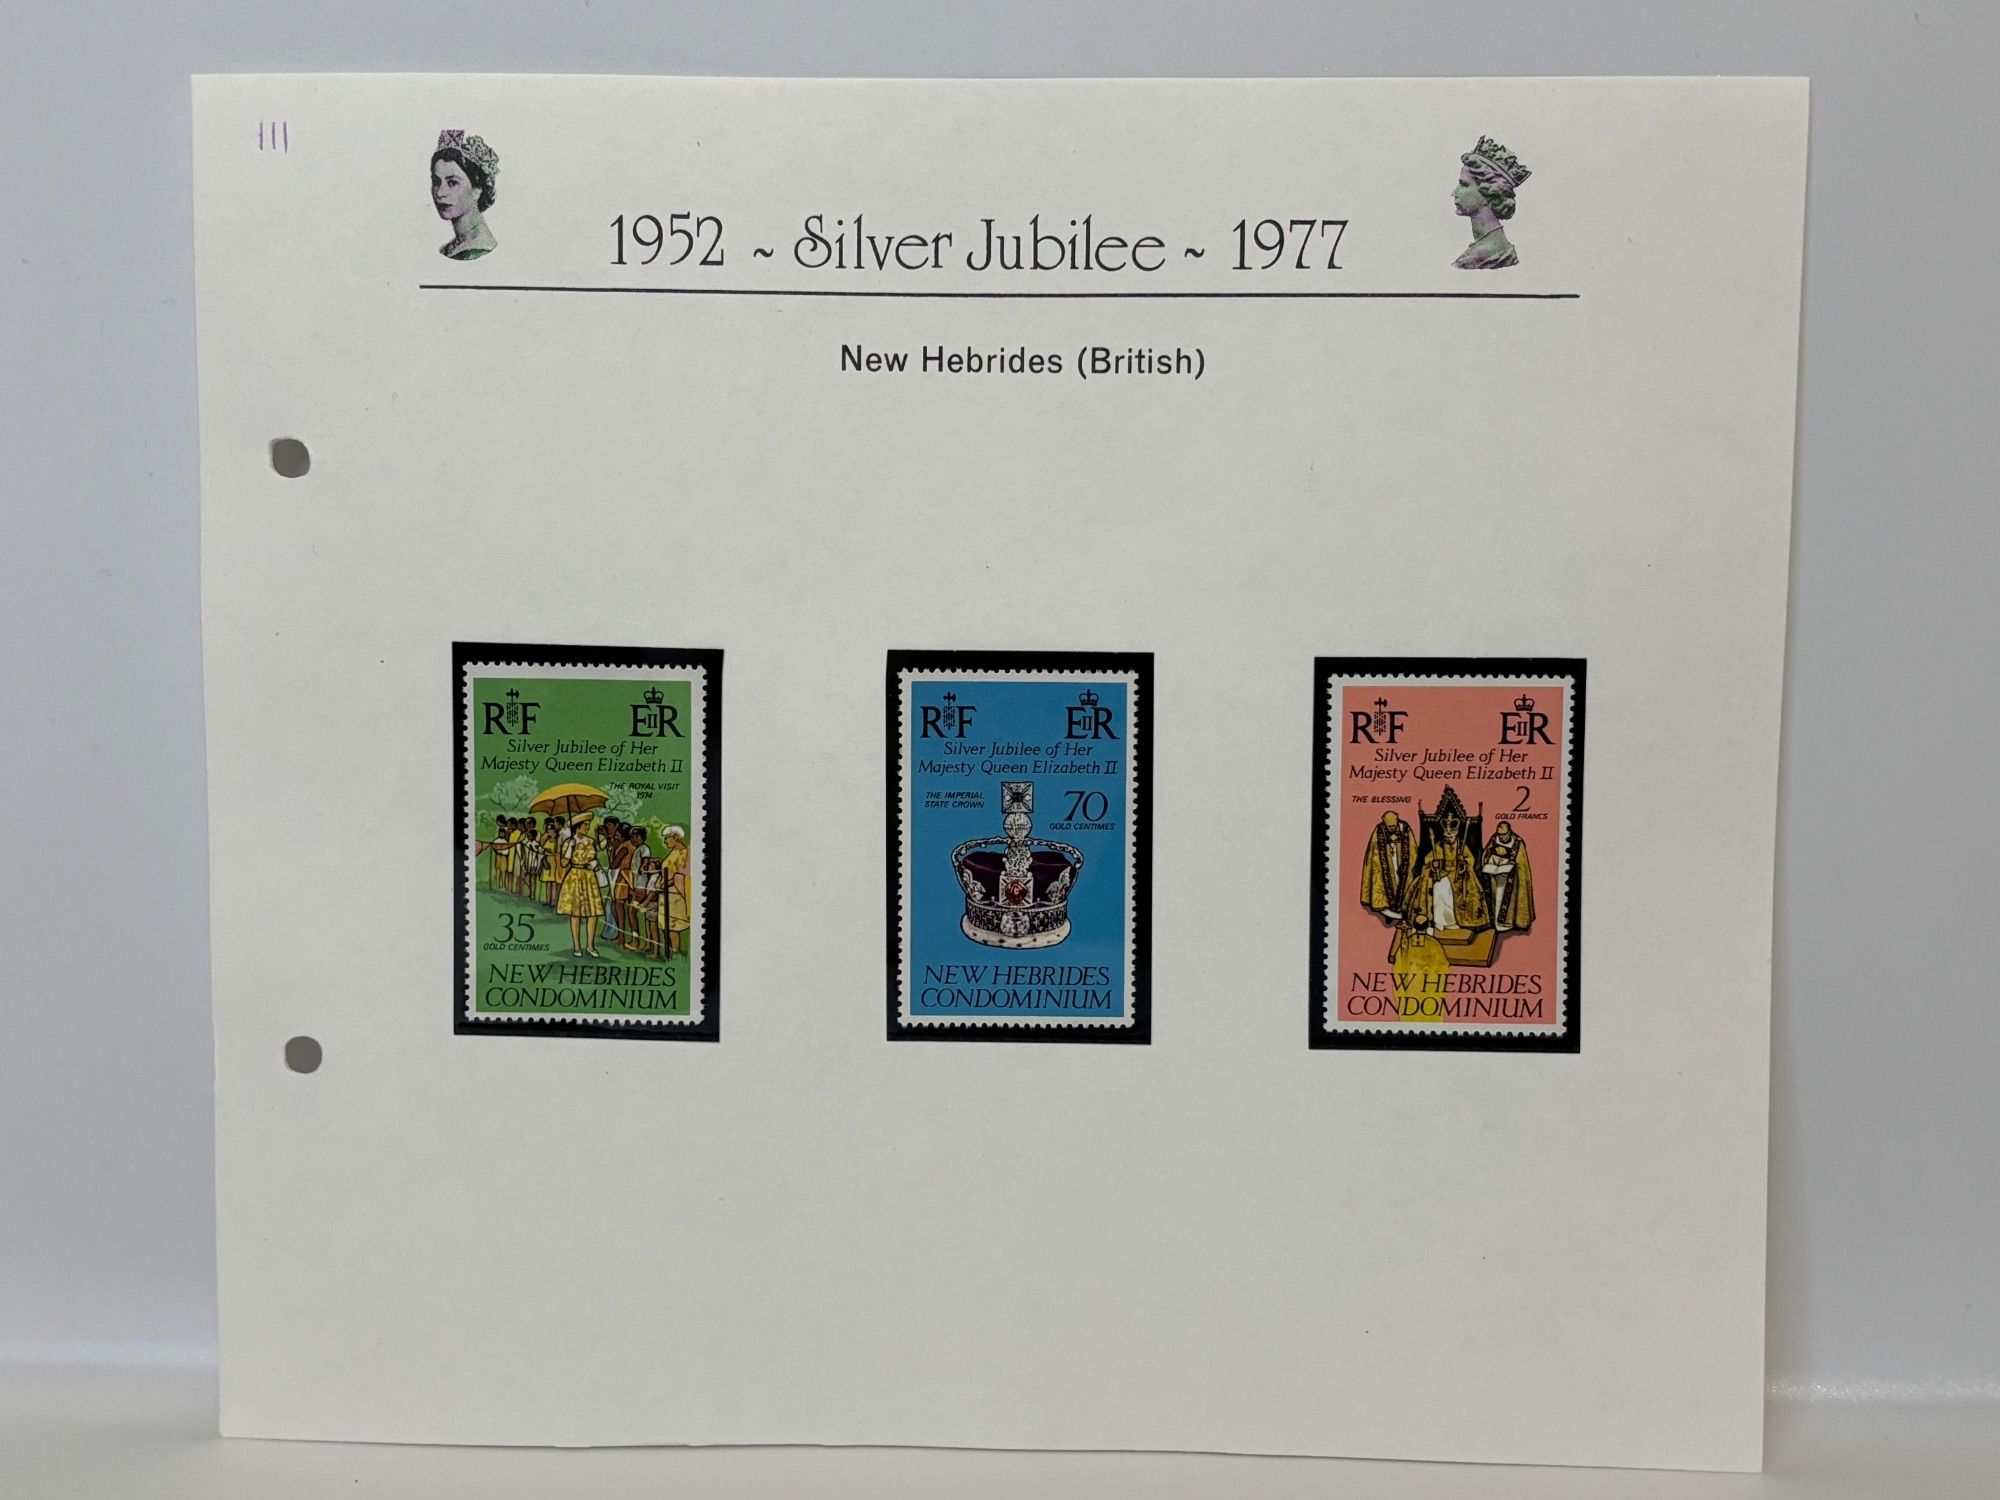 111
1952 ~ Silver Jubilee ~ 1977
New Hebrides (British)
RF EIIR
Silver Jubilee of Her
Majesty Queen Elizabeth II
THE ROYAL VISIT
1974
35
GOLD CENTIMES
NEW HEBRIDES
CONDOMINIUM
RF EIIR
Silver Jubilee of Her
Majesty Queen Elizabeth II
THE IMPERIAL
STATE CROWN
70
GOLD CENTIMES
NEW HEBRIDES
CONDOMINIUM
RF EIIR
Silver Jubilee of Her
Majesty Queen Elizabeth II
THE BLESSING
2
GOLD FRANCS
NEW HEBRIDES
CONDOMINIUM